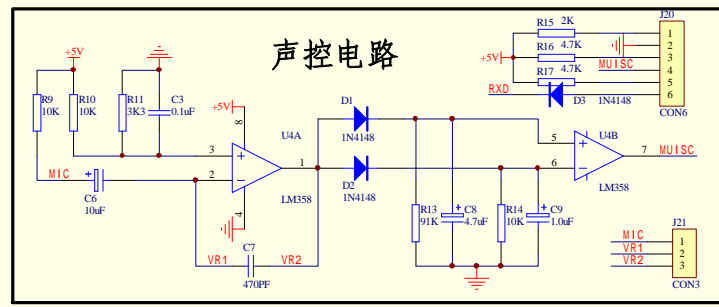 声控电路
+5V
R9
10K
R10
10K
R11
3K3
C3
0.1uF
MIC
C6
10uF
+5V
8
U4A
3
2
1
4
LM358
VR1
C7
VR2
470PF
D1
1N4148
D2
1N4148
R13
91K
C8
4.7uF
R14
10K
C9
1.0uF
5
6
U4B
7
MUISC
LM358
J20
R15
2K
1
+5V
R16
4.7K
2
3
MUISC
4
R17
4.7K
5
RXD
D3
1N4148
6
CON6
J21
MIC
1
VR1
2
VR2
3
CON3